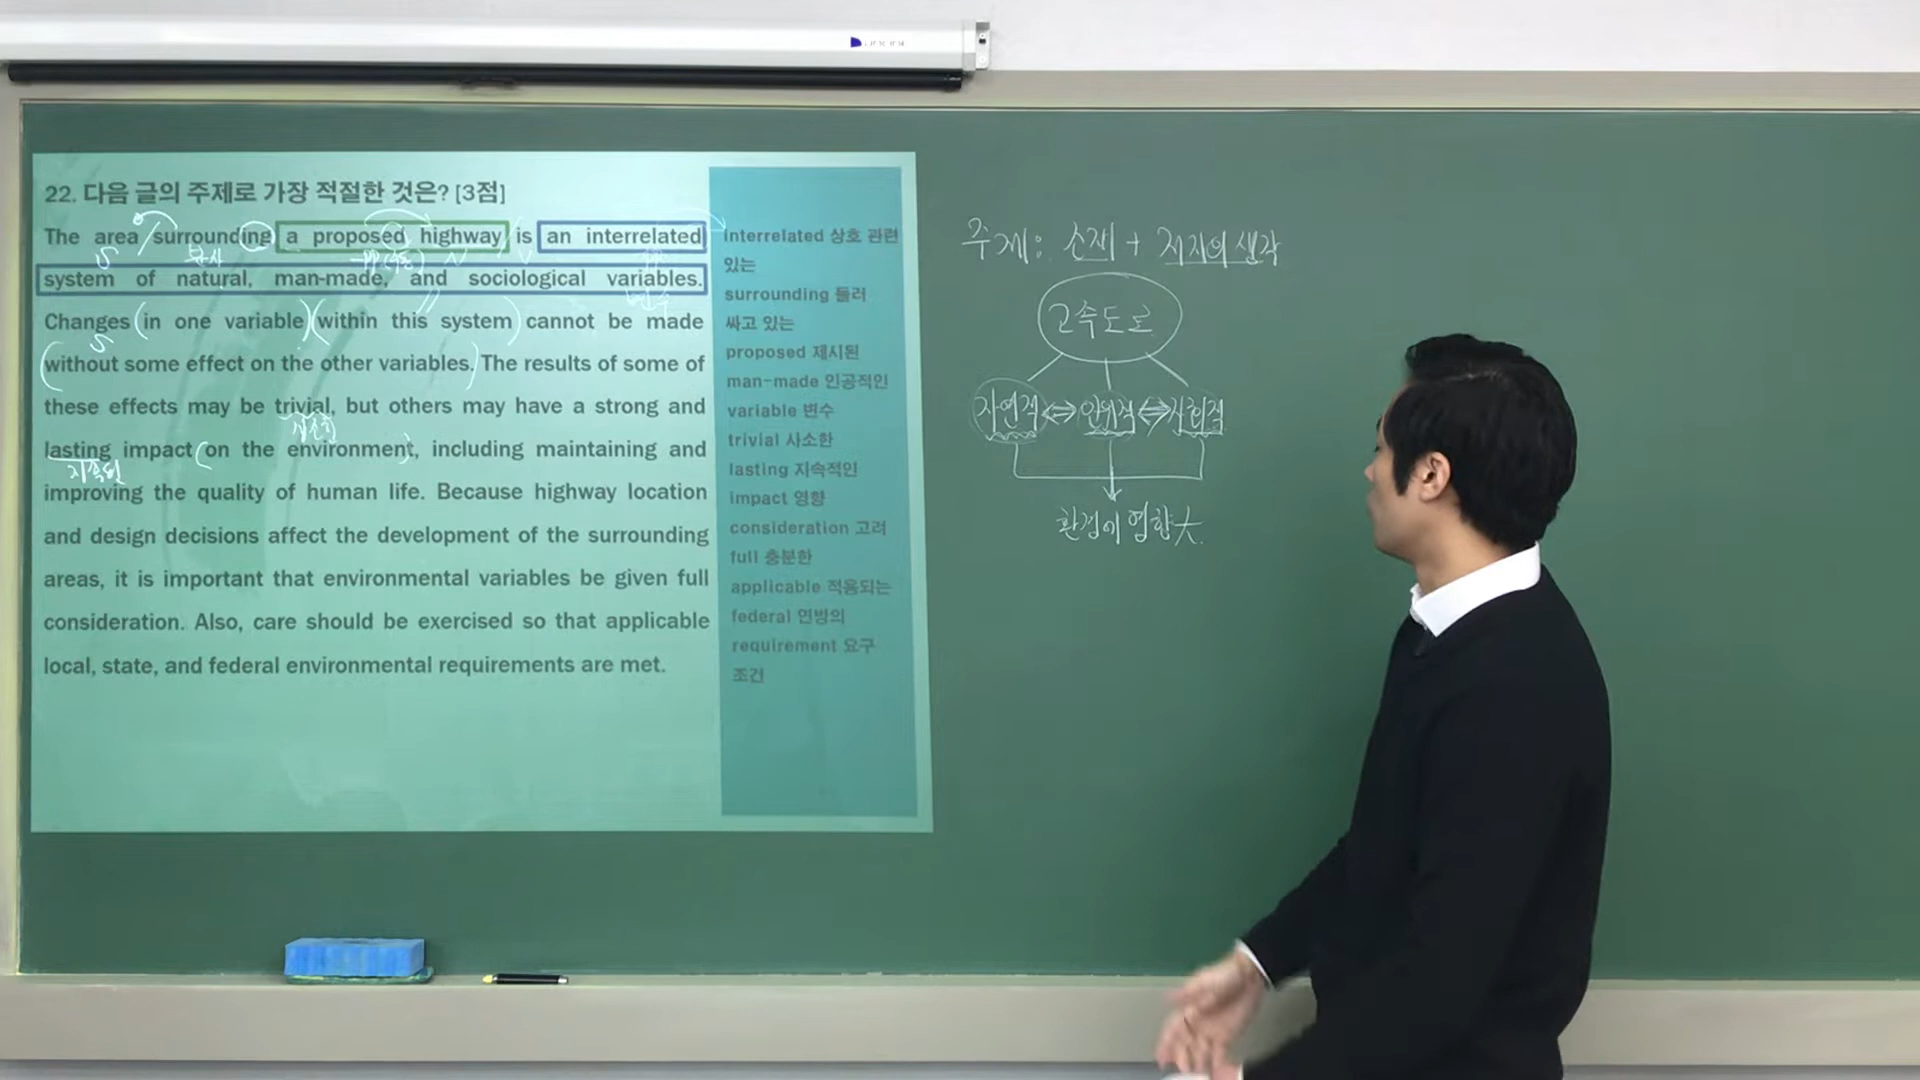 22. 다음 글의 주제로 가장 적절한 것은? [3점]
The area surrounding a proposed highway is an interrelated
system of natural, man-made, and sociological variables.
Changes (in one variable) (within this system) cannot be made
(without some effect on the other variables.) The results of some of
these effects may be trivial, but others may have a strong and
lasting impact (on the environment), including maintaining and
improving the quality of human life. Because highway location
and design decisions affect the development of the surrounding
areas, it is important that environmental variables be given full
consideration. Also, care should be exercised so that applicable
local, state, and federal environmental requirements are met.
S
분사
V
S
지속된
interrelated 상호 관련
있는
surrounding 둘러
싸고 있는
proposed 제시된
man-made 인공적인
variable 변수
trivial 사소한
lasting 지속적인
impact 영향
consideration 고려
full 충분한
applicable 적용되는
federal 연방의
requirement 요구
조건
주제: 소재 + 저자의 생각
고속도로
자연적 ⇔ 인위적 ⇔ 사회적
환경에 영향 大